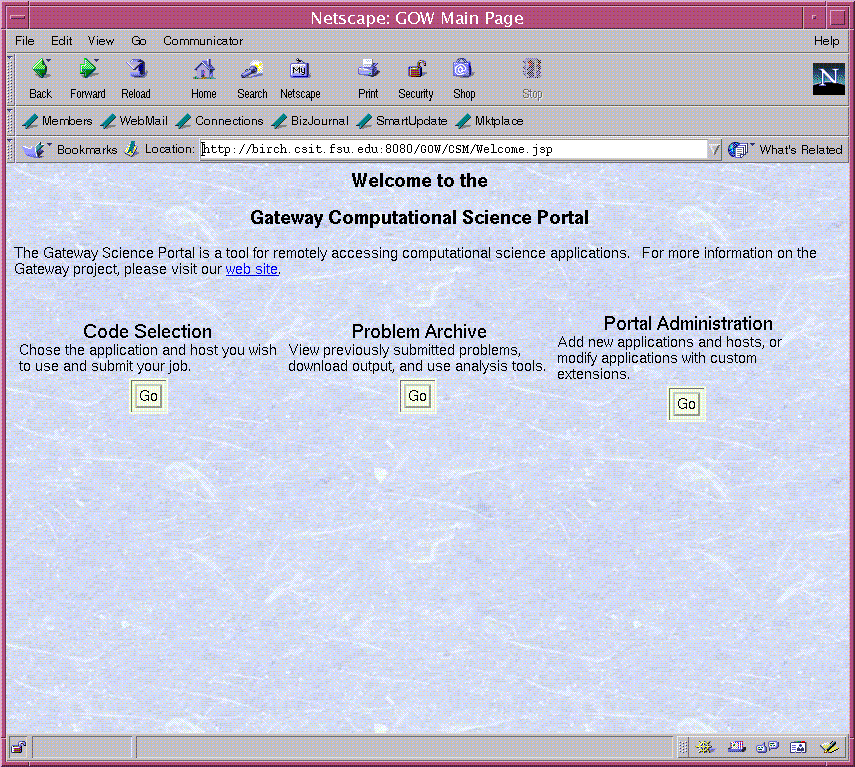 Netscape: GOW Main Page
File Edit View Go Communicator Help
Back Forward Reload Home Search Netscape Print Security Shop Stop
My
N
Members WebMail Connections BizJournal SmartUpdate Mktplace
Bookmarks Location: http://birch.csit.fsu.edu:8080/GOW/CSM/Welcome.jsp What's Related
Welcome to the
Gateway Computational Science Portal
The Gateway Science Portal is a tool for remotely accessing computational science applications. For more information on the
Gateway project, please visit our web site.
Code Selection
Chose the application and host you wish
to use and submit your job.
Go
Problem Archive
View previously submitted problems,
download output, and use analysis tools.
Go
Portal Administration
Add new applications and hosts, or
modify applications with custom
extensions.
Go